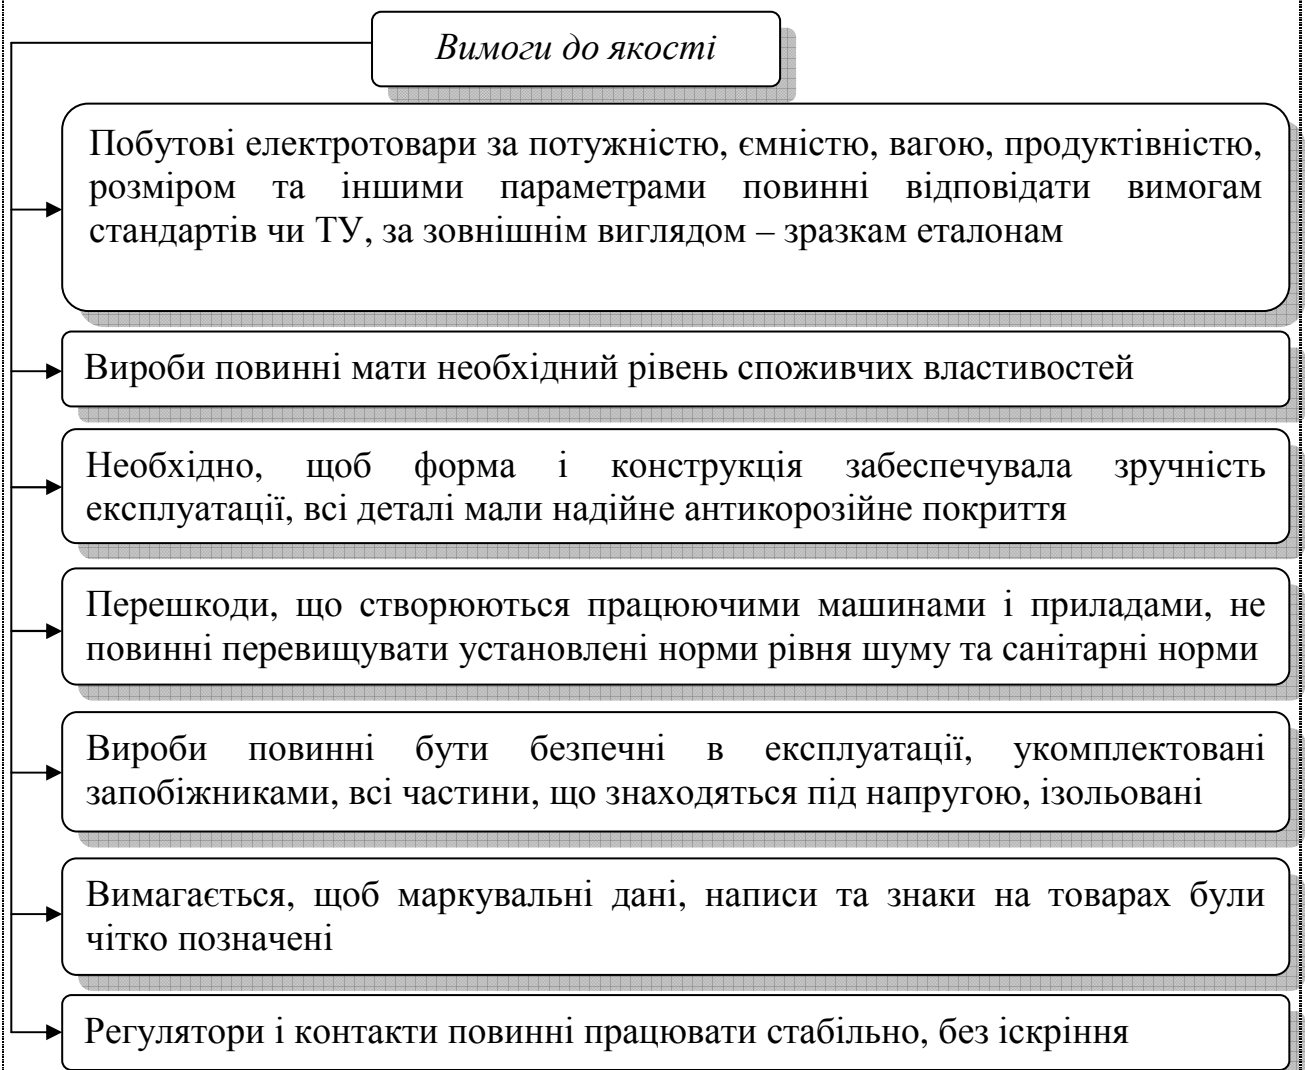 Вимоги до якості
Побутові електротовари за потужністю, ємністю, вагою, продуктівністю,
розміром та іншими параметрами повинні відповідати вимогам
стандартів чи ТУ, за зовнішнім виглядом – зразкам еталонам
Вироби повинні мати необхідний рівень споживчих властивостей
Необхідно, щоб форма і конструкція забеспечувала зручність
експлуатації, всі деталі мали надійне антикорозійне покриття
Перешкоди, що створюються працюючими машинами і приладами, не
повинні перевищувати установлені норми рівня шуму та санітарні норми
Вироби повинні бути безпечні в експлуатації, укомплектовані
запобіжниками, всі частини, що знаходяться під напругою, ізольовані
Вимагається, щоб маркувальні дані, написи та знаки на товарах були
чітко позначені
Регулятори і контакти повинні працювати стабільно, без іскріння